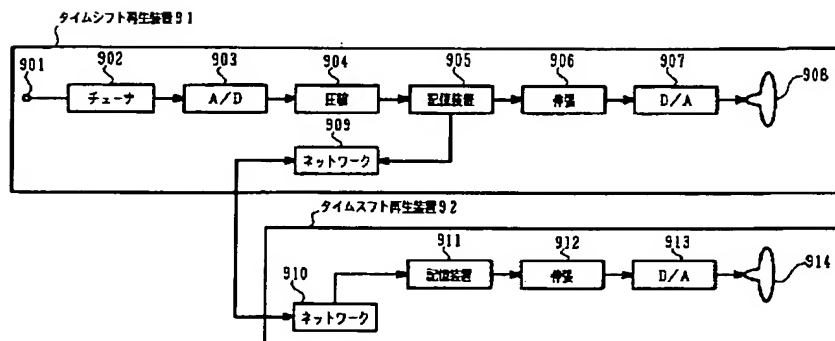 タイムシフト再生装置91
901
902
903
904
905
906
907
908
チューナ
A/D
圧縮
記憶装置
伸張
D/A
909
ネットワーク
タイムスフト再生装置92
910
911
912
913
914
ネットワーク
記憶装置
伸張
D/A